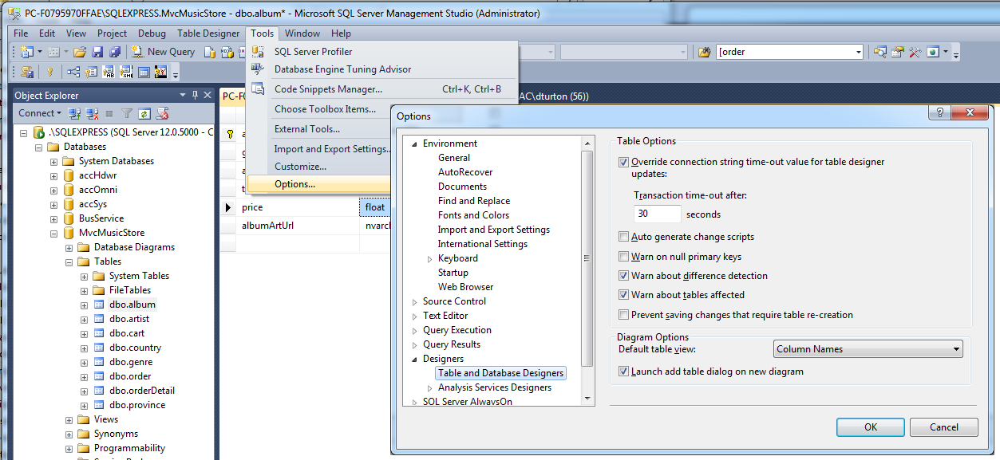 PC-F0795970FFAE\SQLEXPRESS.MvcMusicStore - dbo.album* - Microsoft SQL Server Management Studio (Administrator)
File Edit View Project Debug Table Designer Tools Window Help
New Query
[order
SQL Server Profiler
Database Engine Tuning Advisor
Code Snippets Manager... Ctrl+K, Ctrl+B
Choose Toolbox Items...
External Tools...
Import and Export Settings...
Customize...
Options...
Object Explorer
Connect
.\SQLEXPRESS (SQL Server 12.0.5000 - C
Databases
System Databases
accHdwr
accOmni
accSys
BusService
MvcMusicStore
Database Diagrams
Tables
System Tables
FileTables
dbo.album
dbo.artist
dbo.cart
dbo.country
dbo.genre
dbo.order
dbo.orderDetail
dbo.province
Views
Synonyms
Programmability
PC-F
AC\dturton (56))
a
g
a
t
price float
albumArtUrl nvarcl
Options
Environment
General
AutoRecover
Documents
Find and Replace
Fonts and Colors
Import and Export Settings
International Settings
Keyboard
Startup
Web Browser
Source Control
Text Editor
Query Execution
Query Results
Designers
Table and Database Designers
Analysis Services Designers
SQL Server AlwaysOn
Table Options
Override connection string time-out value for table designer
updates:
Transaction time-out after:
30 seconds
Auto generate change scripts
Warn on null primary keys
Warn about difference detection
Warn about tables affected
Prevent saving changes that require table re-creation
Diagram Options
Default table view: Column Names
Launch add table dialog on new diagram
OK Cancel